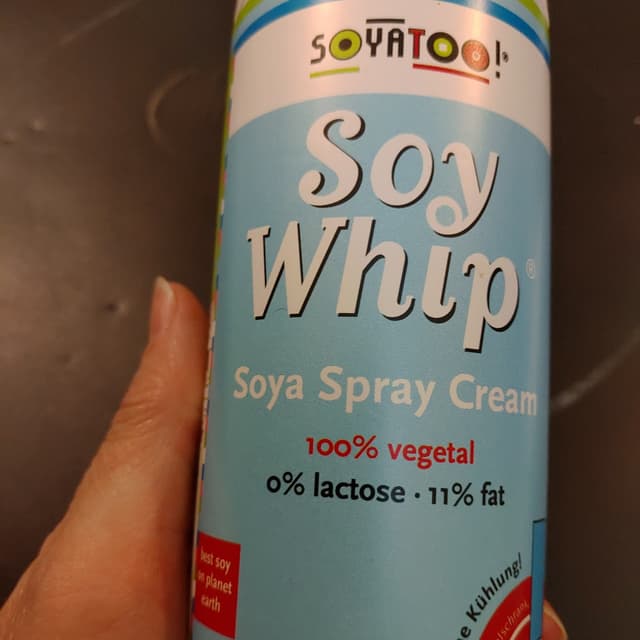 SOYATOO!®
Soy
Whip®
Soya Spray Cream
100% vegetal
0% lactose · 11% fat
best soy
on planet
earth
e Kühlung!